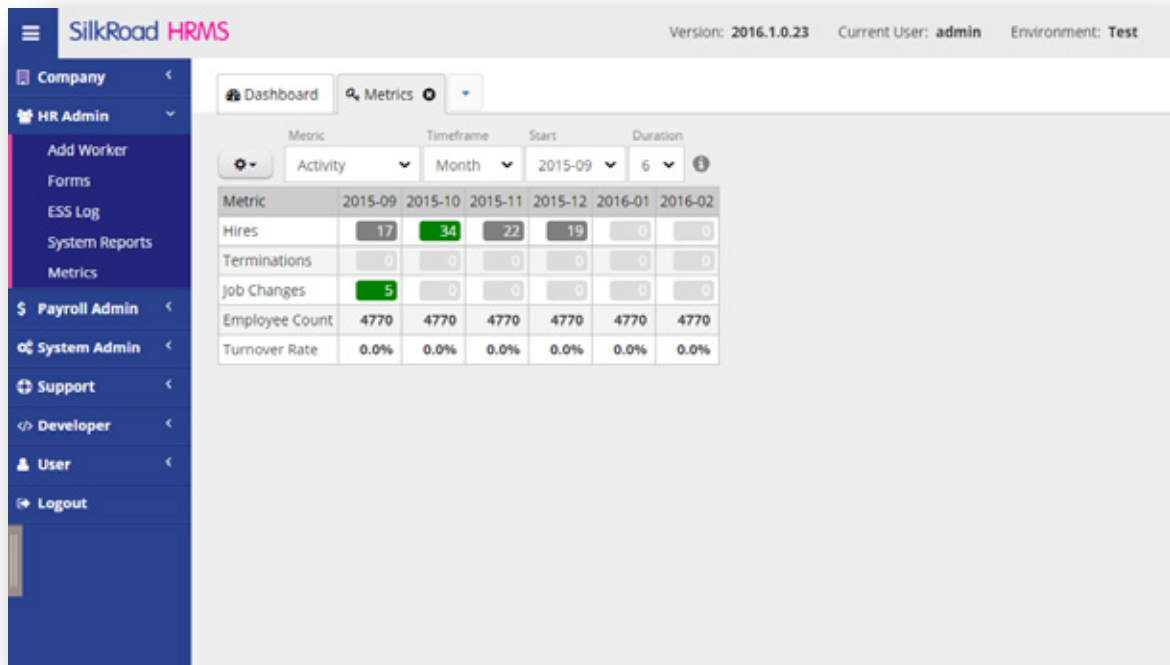 SilkRoad HRMS
Version: 2016.1.0.23 Current User: admin Environment: Test
Company
HR Admin
Add Worker
Forms
ESS Log
System Reports
Metrics
$ Payroll Admin
System Admin
Support
</> Developer
User
Logout
Dashboard Metrics
Metric Timeframe Start Duration
Activity Month 2015-09 6
Metric 2015-09 2015-10 2015-11 2015-12 2016-01 2016-02
Hires 17 34 22 19 0 0
Terminations 0 0 0 0 0 0
Job Changes 5 0 0 0 0 0
Employee Count 4770 4770 4770 4770 4770 4770
Turnover Rate 0.0% 0.0% 0.0% 0.0% 0.0% 0.0%